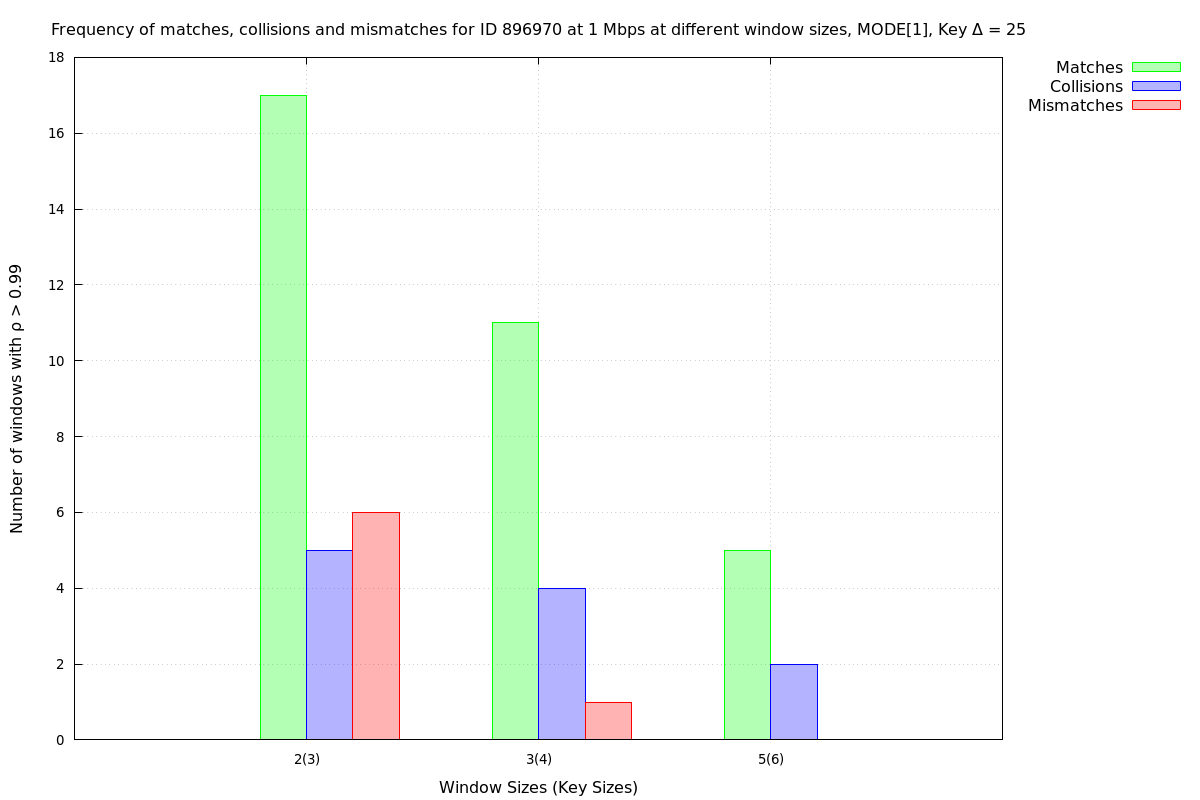 Frequency of matches, collisions and mismatches for ID 896970 at 1 Mbps at different window sizes, MODE[1], Key Δ = 25
Matches
Collisions
Mismatches
Number of windows with ρ > 0.99
18
16
14
12
10
8
6
4
2
0
2(3) 3(4) 5(6)
Window Sizes (Key Sizes)